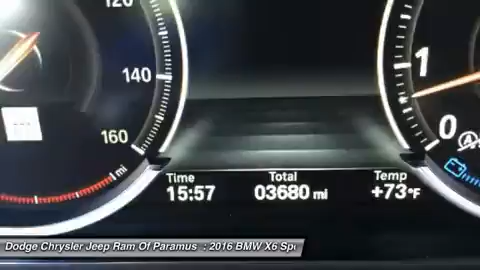 120
140
160
mi
1
0
Time Total Temp
15:57 03680 mi +73°F
Dodge Chrysler Jeep Ram Of Paramus : 2016 BMW X6 Spo